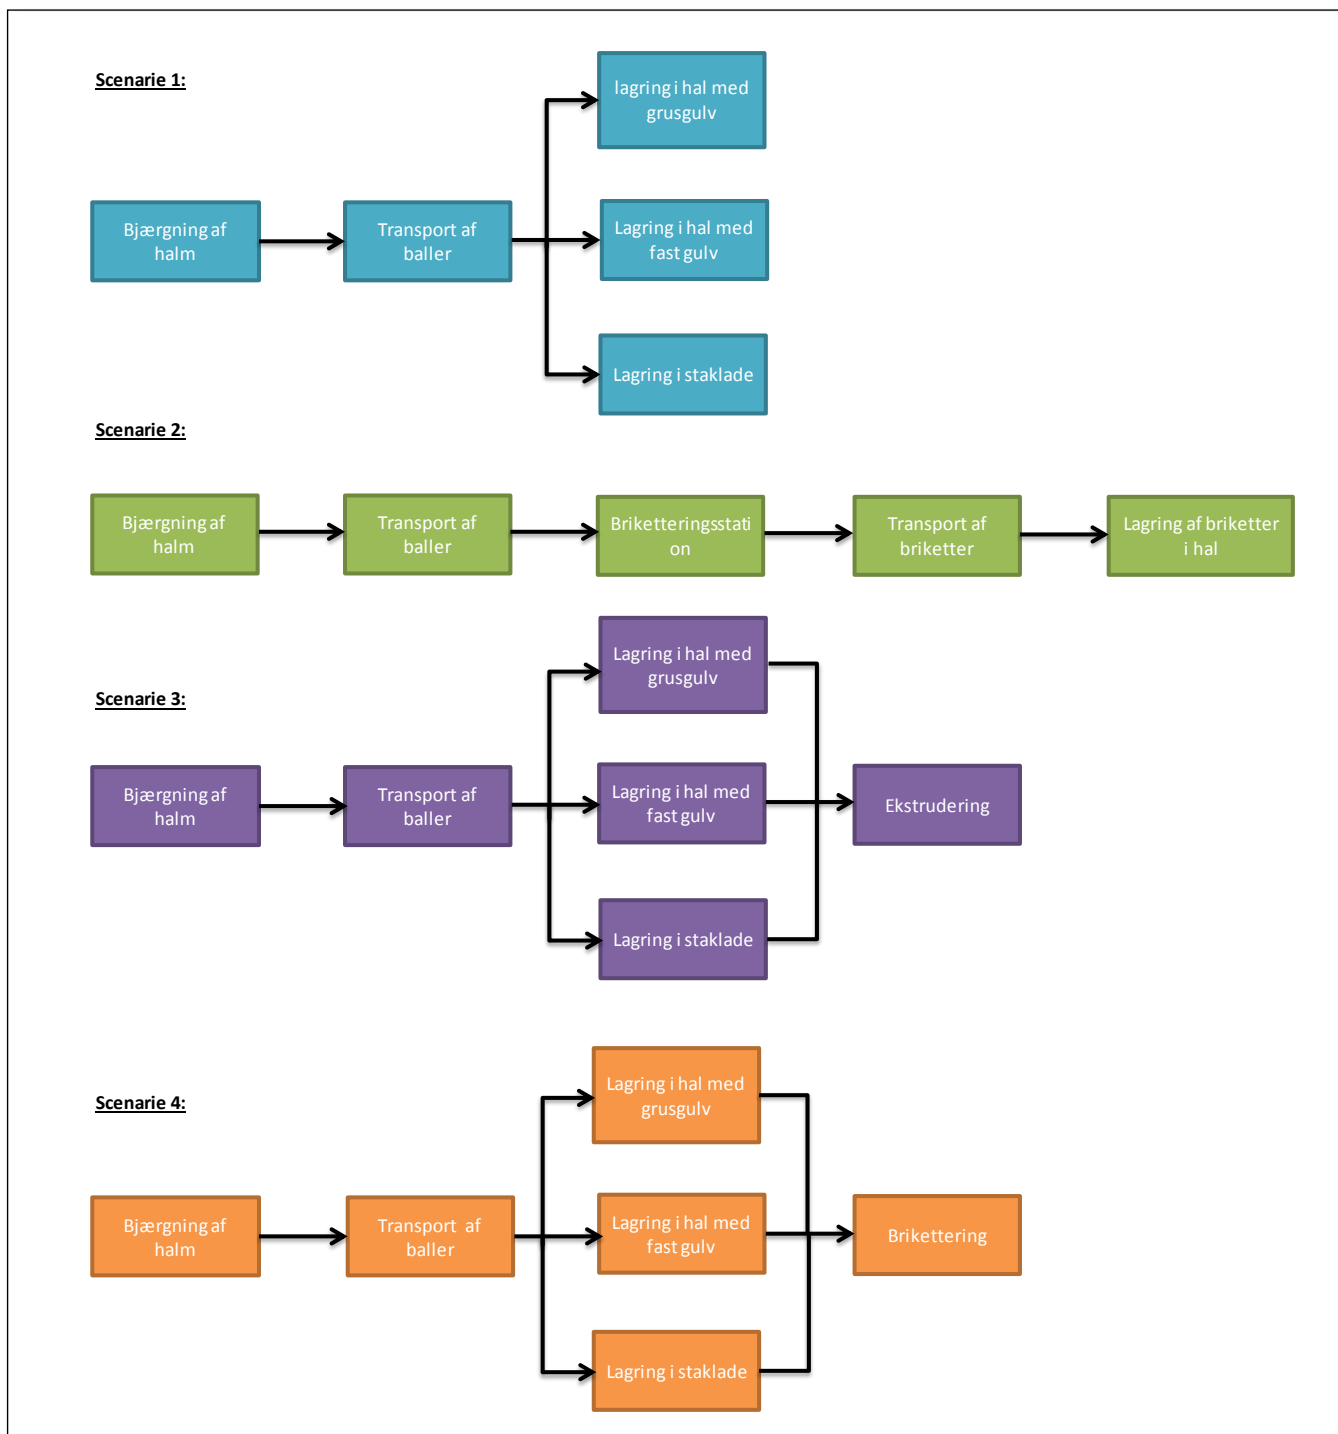 Scenarie 1:
lagring i hal med
grusgulv
Bjærgning af
halm
Transport af
baller
Lagring i hal med
fast gulv
Lagring i staklade
Scenarie 2:
Bjærgning af
halm
Transport af
baller
Briketteringsstati
on
Transport af
briketter
Lagring af briketter
i hal
Scenarie 3:
Lagring i hal med
grusgulv
Bjærgning af
halm
Transport af
baller
Lagring i hal med
fast gulv
Ekstrudering
Lagring i staklade
Scenarie 4:
Lagring i hal med
grusgulv
Bjærgning af
halm
Transport af
baller
Lagring i hal med
fast gulv
Brikettering
Lagring i staklade